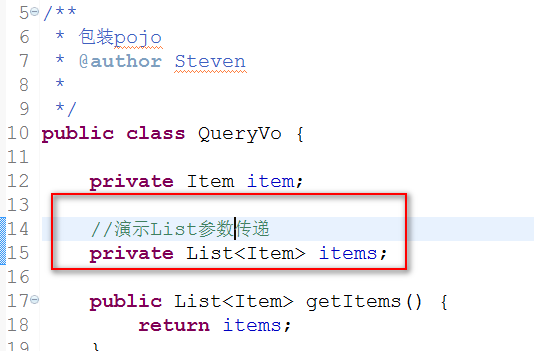 5 /**
6 * 包装pojo
7 * @author Steven
8 *
9 */
10 public class QueryVo {
11
12 private Item item;
13
14 //演示List参数传递
15 private List<Item> items;
16
17 public List<Item> getItems() {
18 return items;
19 }